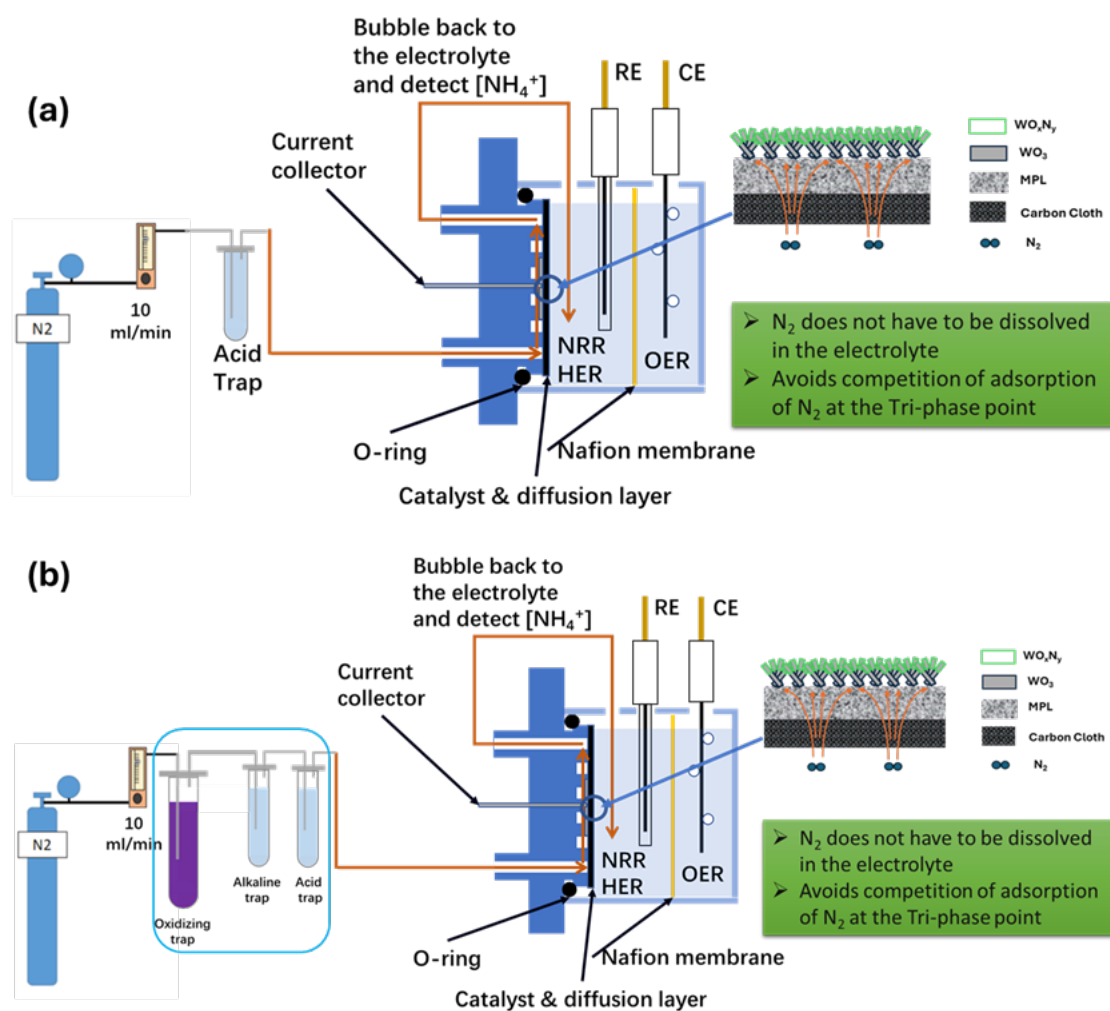 (a)
Bubble back to
the electrolyte
and detect [NH₄⁺]
RE
CE
Current
collector
N2
10
ml/min
Acid
Trap
NRR
HER
OER
O-ring
Nafion membrane
Catalyst & diffusion layer
WOₓNᵧ
WO₃
MPL
Carbon Cloth
N₂
➢ N₂ does not have to be dissolved
in the electrolyte
➢ Avoids competition of adsorption
of N₂ at the Tri-phase point
(b)
Bubble back to
the electrolyte
and detect [NH₄⁺]
RE
CE
Current
collector
N2
10
ml/min
Oxidizing
trap
Alkaline
trap
Acid
trap
NRR
HER
OER
O-ring
Nafion membrane
Catalyst & diffusion layer
WOₓNᵧ
WO₃
MPL
Carbon Cloth
N₂
➢ N₂ does not have to be dissolved
in the electrolyte
➢ Avoids competition of adsorption
of N₂ at the Tri-phase point